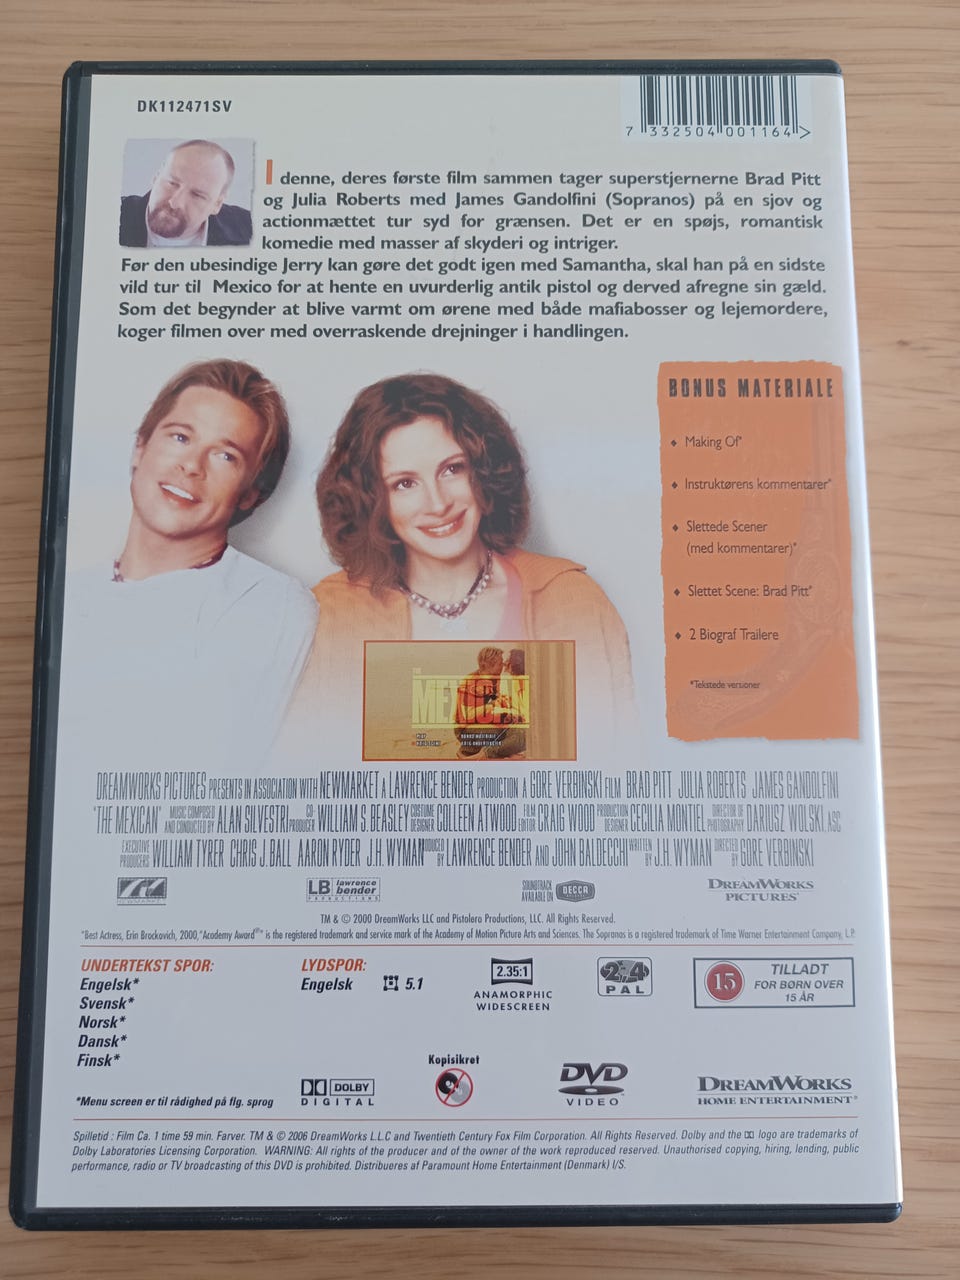 DK112471SV
7 332504 001164 >
I denne, deres første film sammen tager superstjernerne Brad Pitt
og Julia Roberts med James Gandolfini (Sopranos) på en sjov og
actionmættet tur syd for grænsen. Det er en spøjs, romantisk
komedie med masser af skyderi og intriger.
Før den ubesindige Jerry kan gøre det godt igen med Samantha, skal han på en sidste
vild tur til Mexico for at hente en uvurderlig antik pistol og derved afregne sin gæld.
Som det begynder at blive varmt om ørene med både mafiabosser og lejemordere,
koger filmen over med overraskende drejninger i handlingen.
BONUS MATERIALE
♦ Making Of*
♦ Instruktørens kommentarer*
♦ Slettede Scener
(med kommentarer)*
♦ Slettet Scene: Brad Pitt*
♦ 2 Biograf Trailere
*Tekstede versioner
THE
MEXICAN
PLAY
BONUS MATERIALE
DREAMWORKS PICTURES PRESENTS IN ASSOCIATION WITH NEWMARKET A LAWRENCE BENDER PRODUCTION A GORE VERBINSKI FILM BRAD PITT JULIA ROBERTS JAMES GANDOLFINI
"THE MEXICAN" MUSIC COMPOSED AND CONDUCTED BY ALAN SILVESTRI CO-PRODUCER WILLIAM S. BEASLEY COSTUME DESIGNER COLLEEN ATWOOD FILM EDITOR CRAIG WOOD PRODUCTION DESIGNER CECILIA MONTIEL DIRECTOR OF PHOTOGRAPHY DARIUSZ WOLSKI, ASC
EXECUTIVE PRODUCERS WILLIAM TYRER CHRIS J. BALL AARON RYDER J.H. WYMAN PRODUCED BY LAWRENCE BENDER AND JOHN BALDECCHI WRITTEN BY J.H. WYMAN DIRECTED BY GORE VERBINSKI
NEWMARKET
LB lawrence bender PRODUCTIONS
SOUNDTRACK AVAILABLE ON DECCA
DREAMWORKS PICTURES
TM & © 2000 DreamWorks LLC and Pistolero Productions, LLC. All Rights Reserved.
*Best Actress, Erin Brockovich, 2000,"Academy Award®" is the registered trademark and service mark of the Academy of Motion Picture Arts and Sciences. The Sopranos is a registered trademark of Time Warner Entertainment Company, L.P.
UNDERTEKST SPOR:
Engelsk*
Svensk*
Norsk*
Dansk*
Finsk*
*Menu screen er til rådighed på flg. sprog
LYDSPOR:
Engelsk 5.1
2.35:1
ANAMORPHIC
WIDESCREEN
2 4
PAL
15
TILLADT
FOR BØRN OVER
15 ÅR
DOLBY
DIGITAL
Kopisikret
DVD
VIDEO
DREAMWORKS
HOME ENTERTAINMENT®
Spilletid : Film Ca. 1 time 59 min. Farver. TM & © 2006 DreamWorks L.L.C and Twentieth Century Fox Film Corporation. All Rights Reserved. Dolby and the logo are trademarks of
Dolby Laboratories Licensing Corporation. WARNING: All rights of the producer and of the owner of the work reproduced reserved. Unauthorised copying, hiring, lending, public
performance, radio or TV broadcasting of this DVD is prohibited. Distribueres af Paramount Home Entertainment (Denmark) I/S.